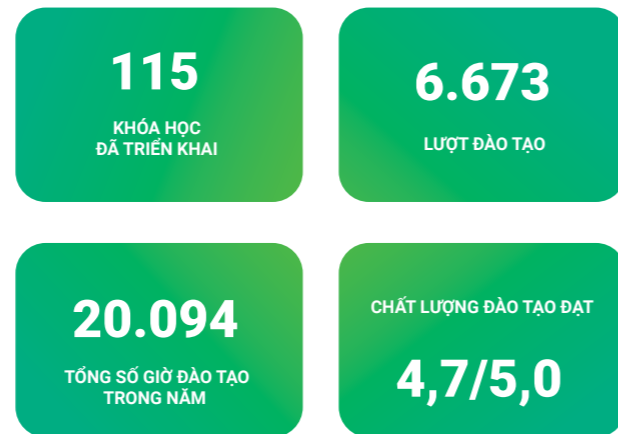 115
KHÓA HỌC
ĐÃ TRIỂN KHAI
6.673
LƯỢT ĐÀO TẠO
20.094
TỔNG SỐ GIỜ ĐÀO TẠO
TRONG NĂM
CHẤT LƯỢNG ĐÀO TẠO ĐẠT
4,7/5,0